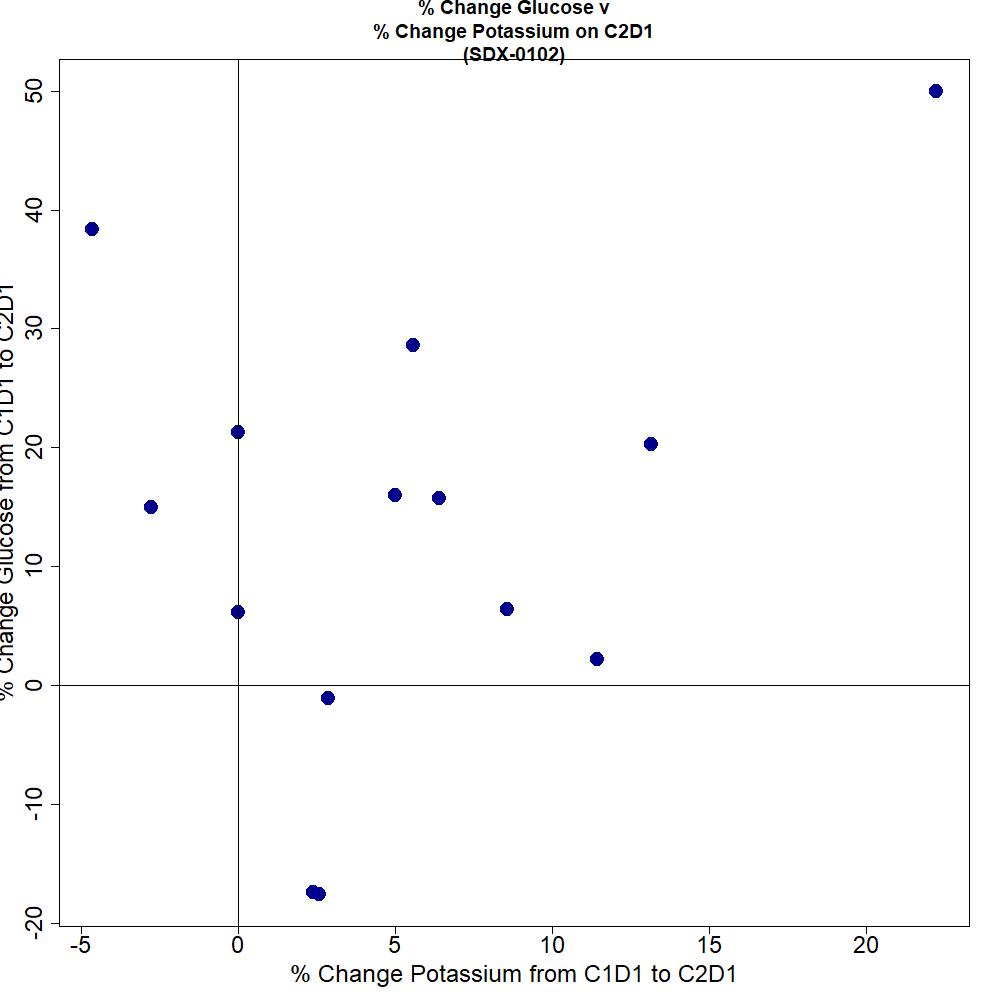 % Change Glucose v
% Change Potassium on C2D1
(SDX-0102)
% Change Glucose from C1D1 to C2D1
50
40
30
20
10
0
-10
-20
-5
0
5
10
15
20
% Change Potassium from C1D1 to C2D1